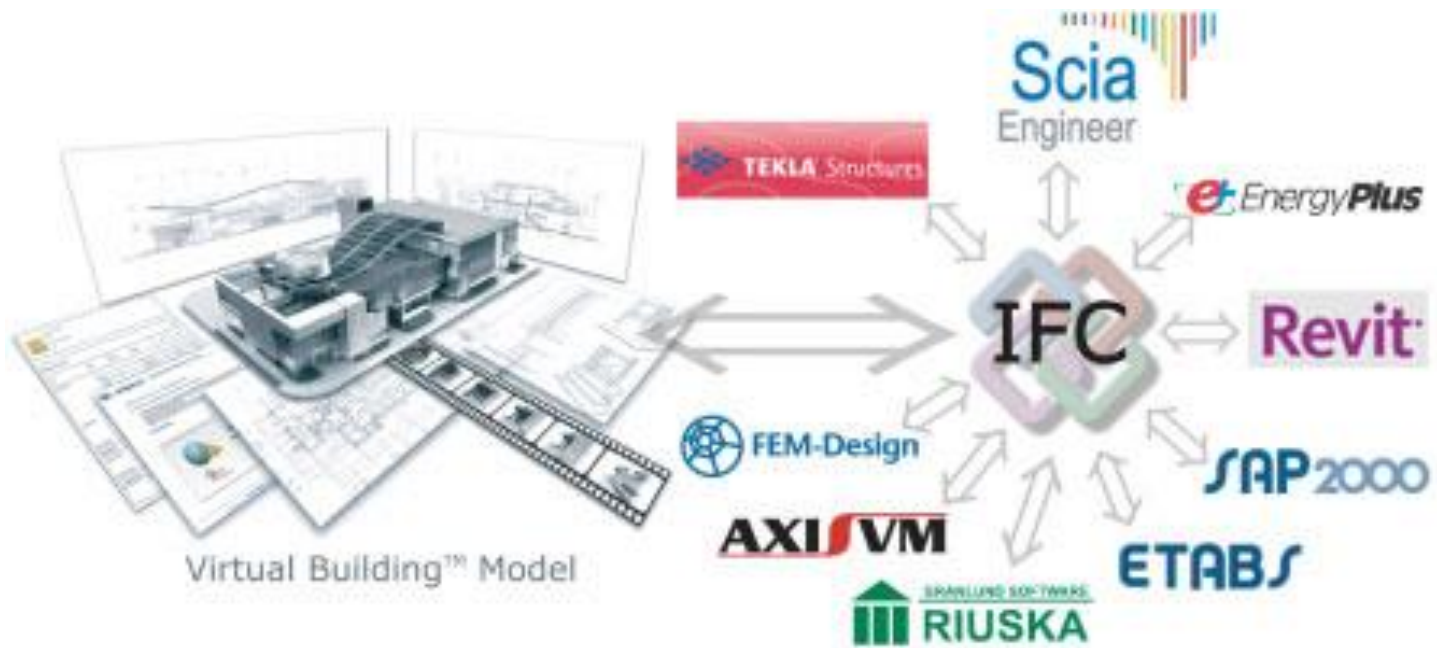 Scia
Engineer
TEKLA Structures
e+ EnergyPlus
IFC
Revit
FEM-Design
SAP2000
AXISVM
ETABS
GRANLUND SOFTWARE
RIUSKA
Virtual Building™ Model